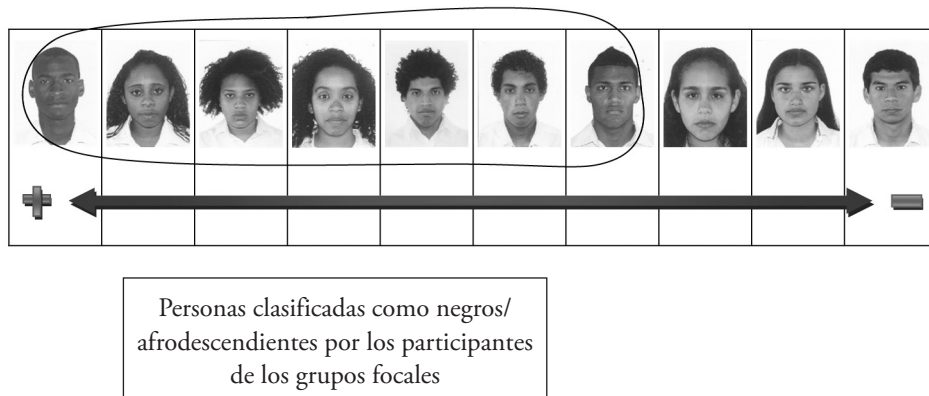 Personas clasificadas como negros/
afrodescendientes por los participantes
de los grupos focales